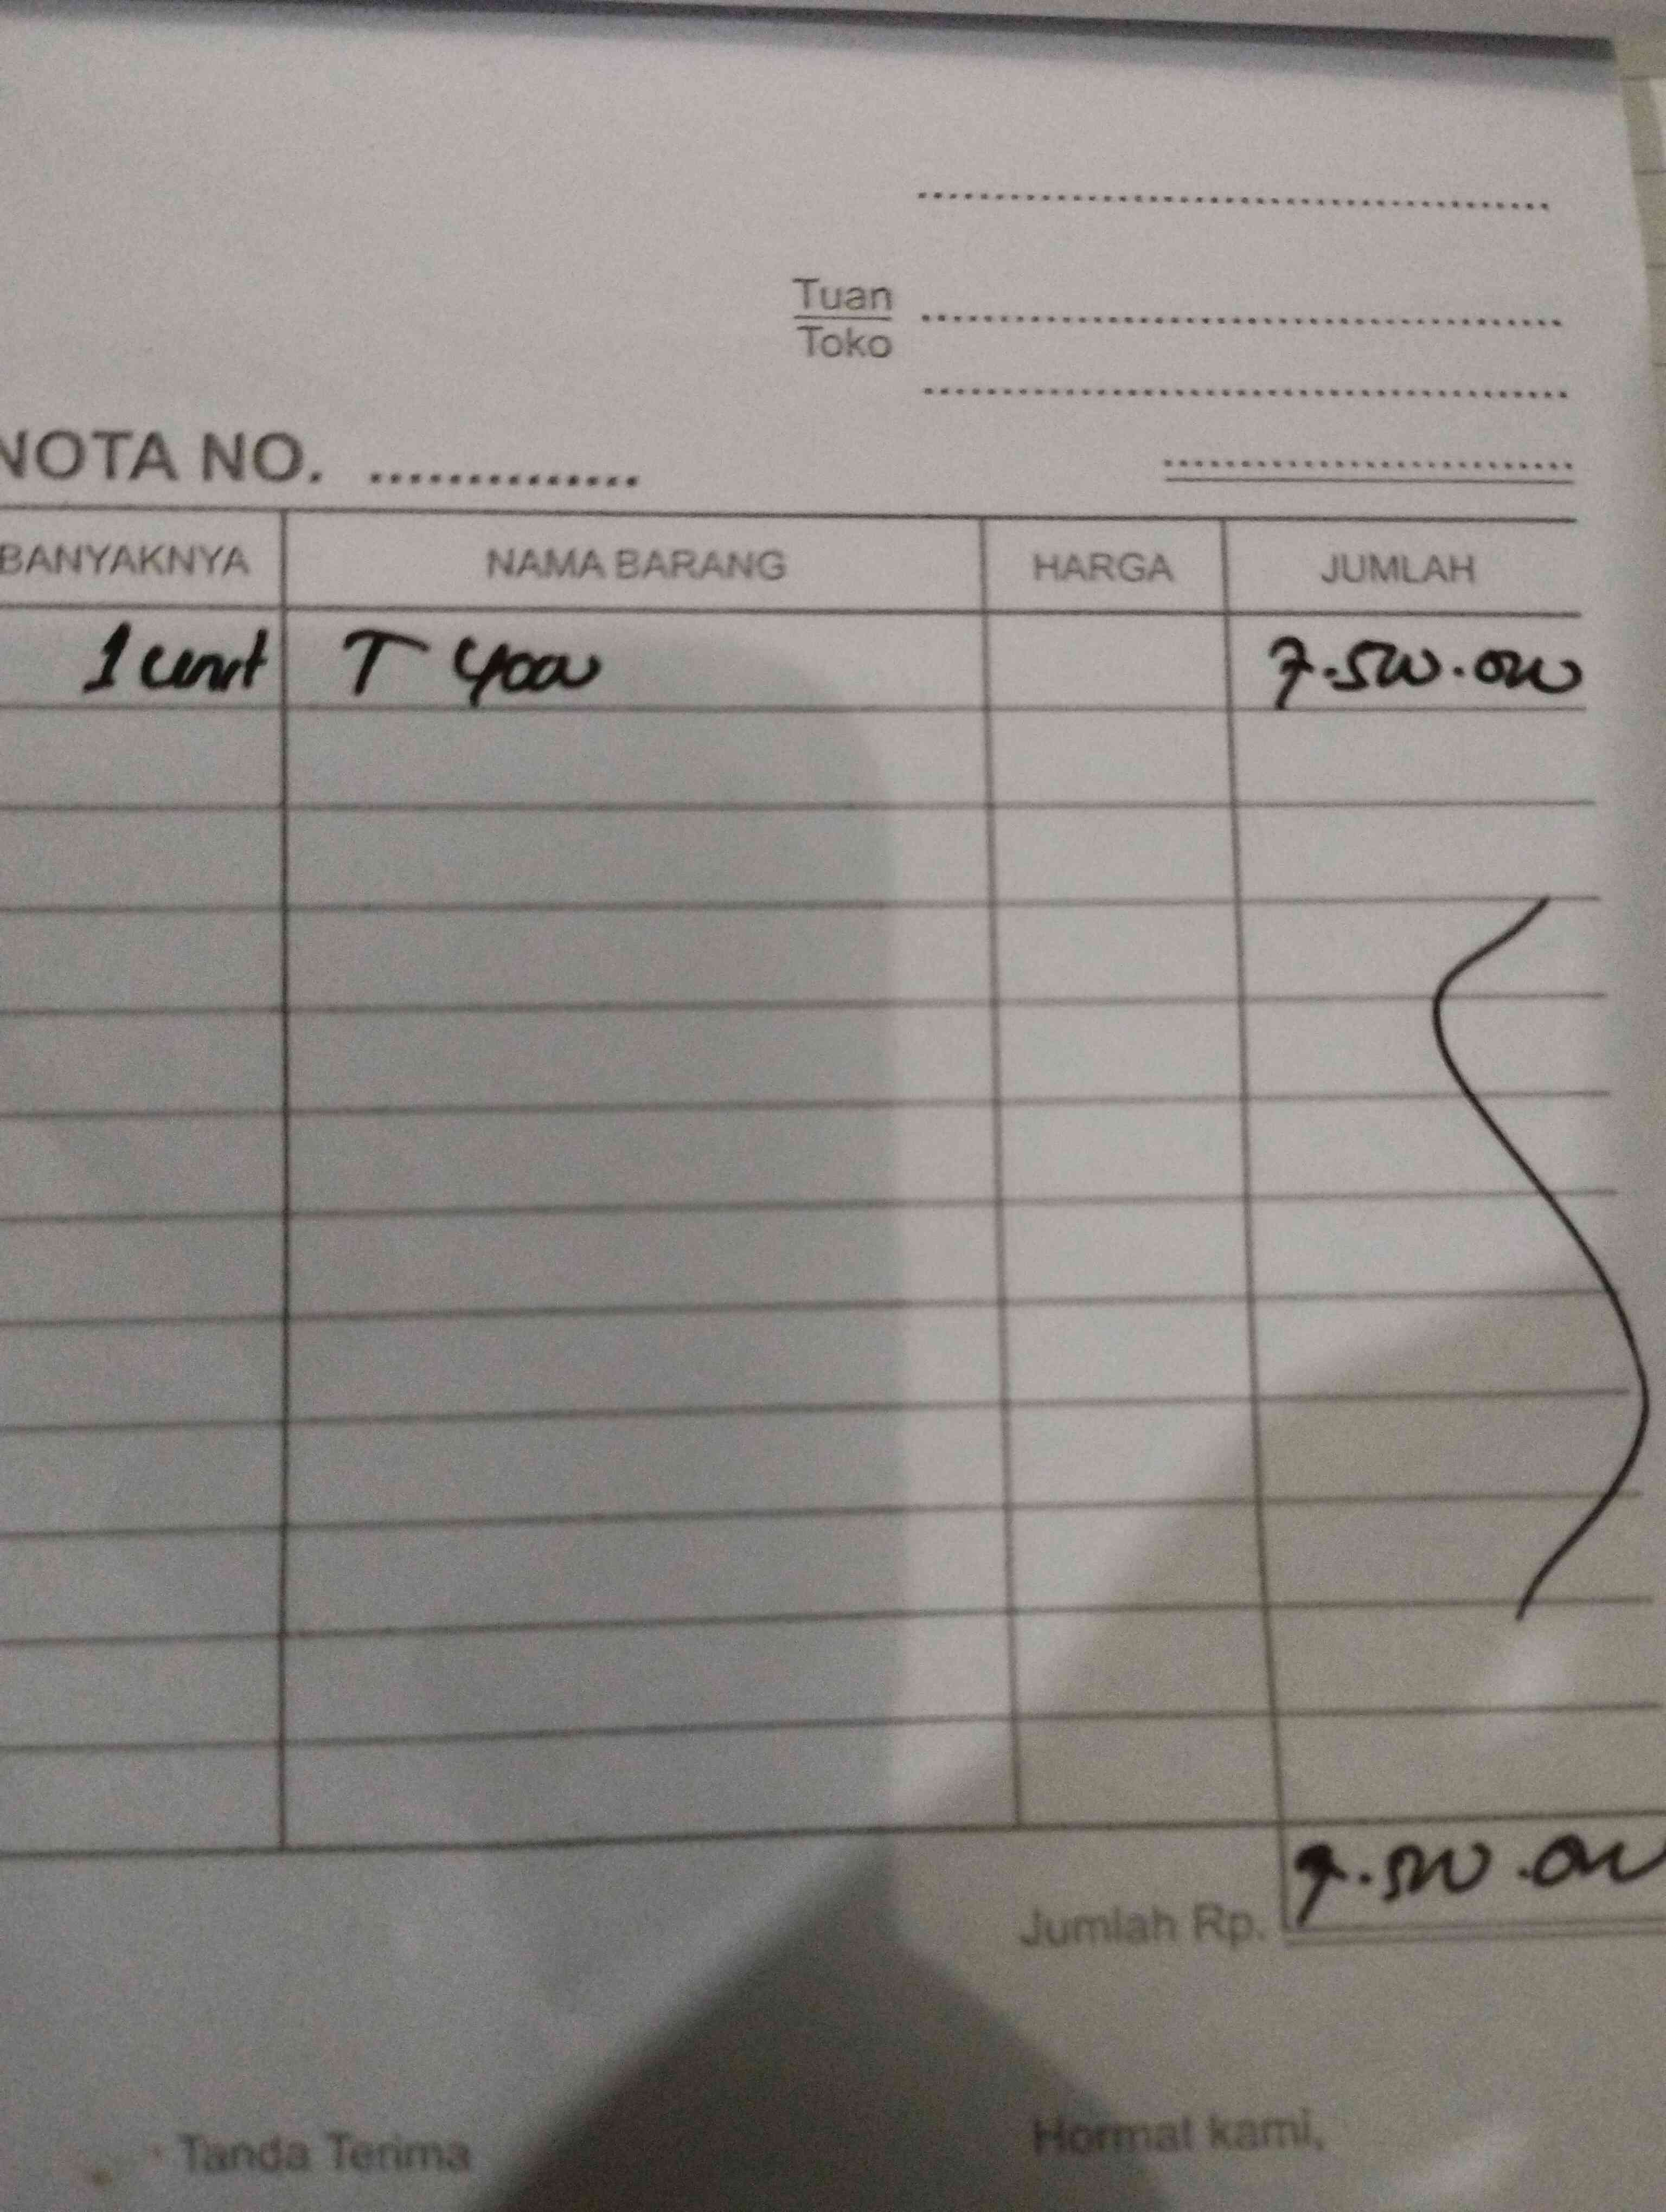 Tuan
Toko
NOTA NO. ..............
BANYAKNYA NAMA BARANG HARGA JUMLAH
1 unit T 4000 7.500.000
Jumlah Rp. 7.500.000
Tanda Terima Hormat kami,